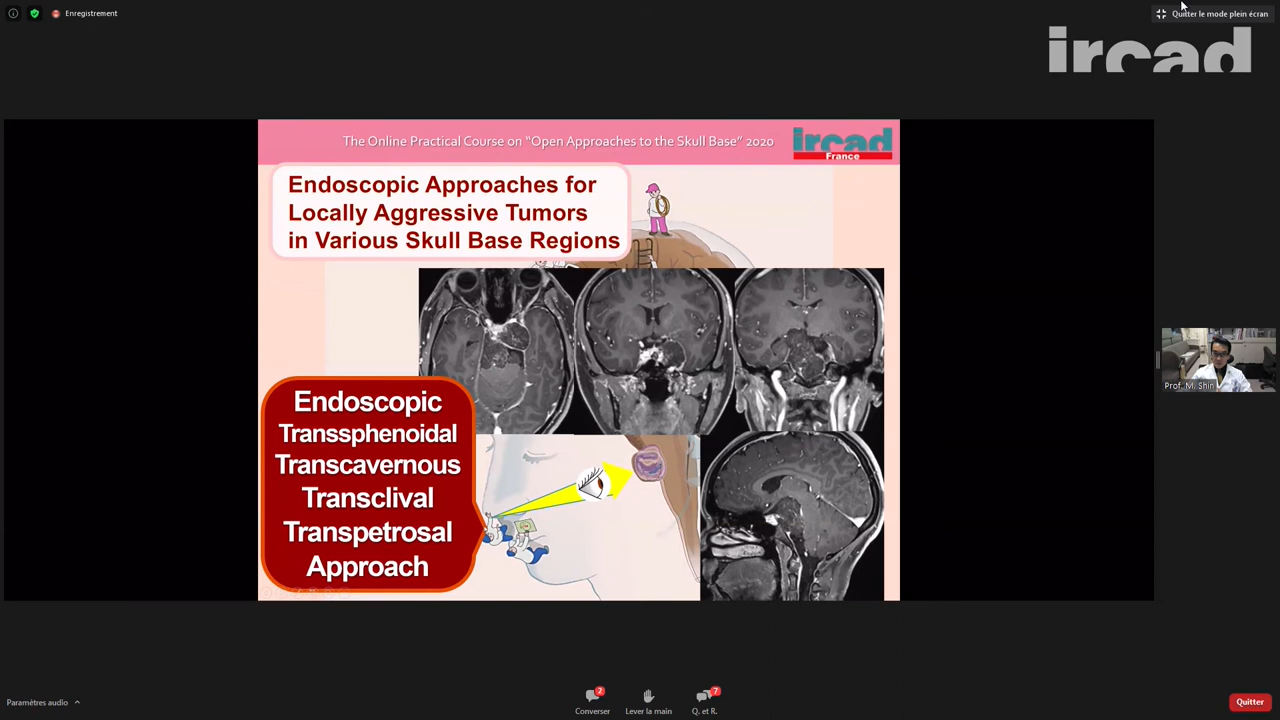 Enregistrement
Quitter le mode plein écran
ircad
The Online Practical Course on “Open Approaches to the Skull Base” 2020
ircad
France
Endoscopic Approaches for
Locally Aggressive Tumors
in Various Skull Base Regions
Endoscopic
Transsphenoidal
Transcavernous
Transclival
Transpetrosal
Approach
Prof. M. Shin
Paramètres audio
2
Converser
Lever la main
7
Q. et R.
Quitter